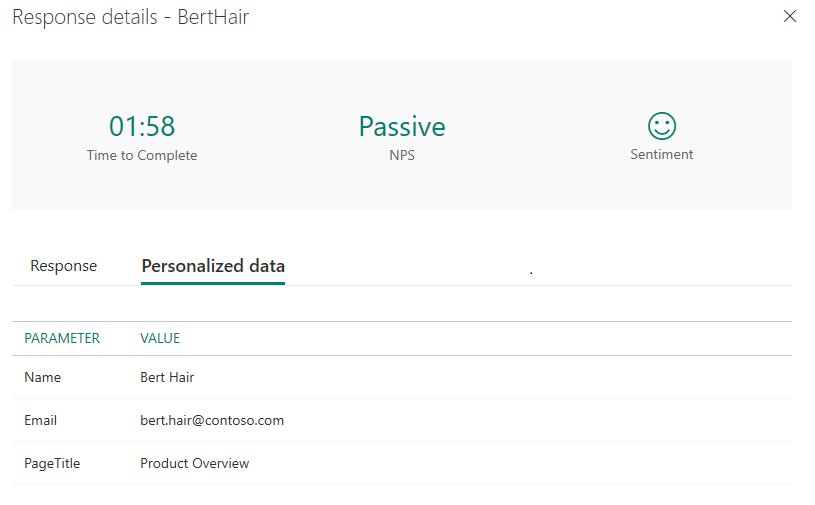 Response details - BertHair
01:58
Time to Complete
Passive
NPS
Sentiment
Response
Personalized data
.
PARAMETER VALUE
Name Bert Hair
Email bert.hair@contoso.com
PageTitle Product Overview